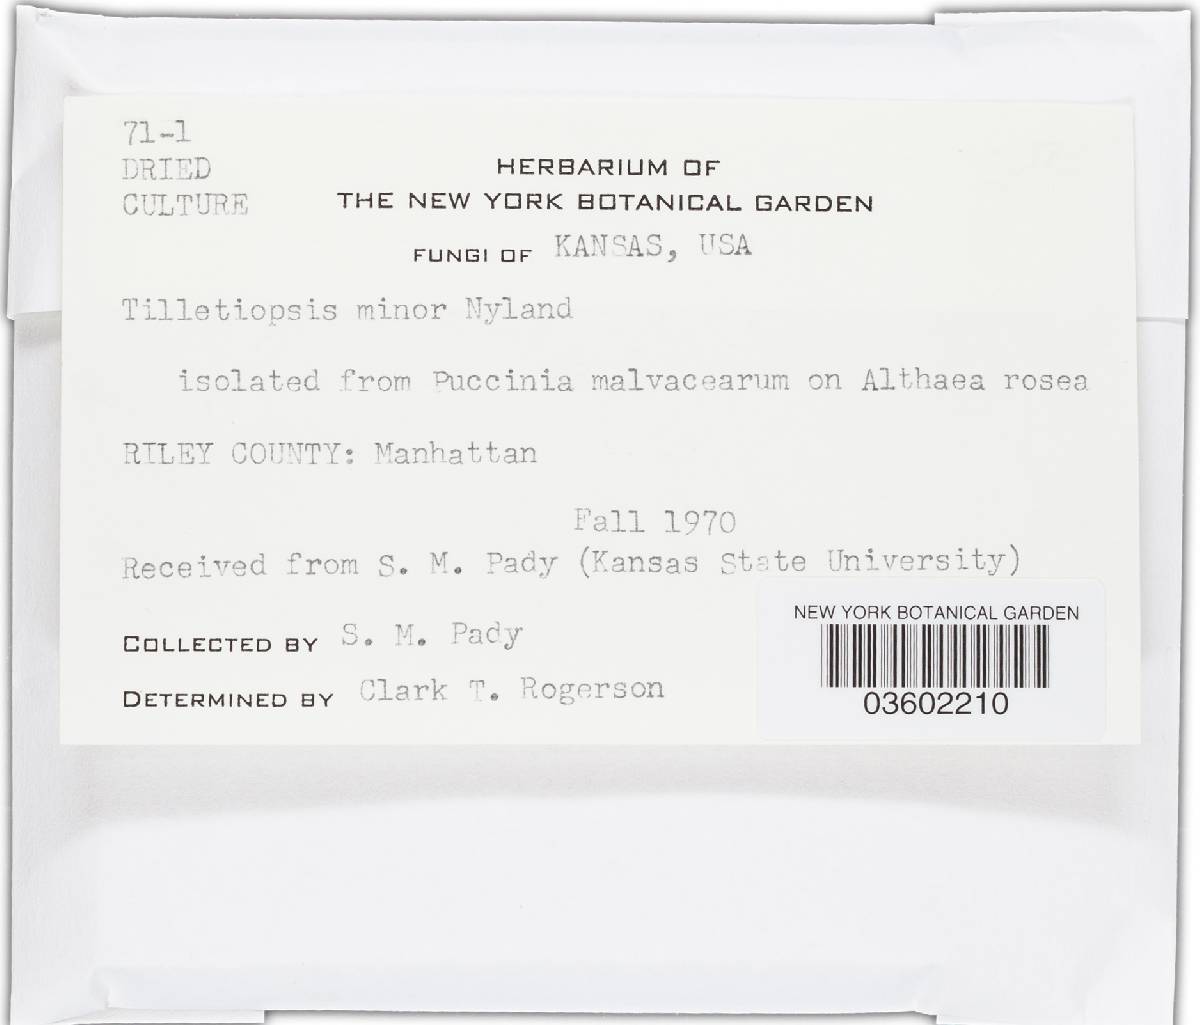 71-1
DRIED
CULTURE
HERBARIUM OF
THE NEW YORK BOTANICAL GARDEN
FUNGI OF KANSAS, USA
Tilletiopsis minor Nyland
isolated from Puccinia malvacearum on Althaea rosea
RILEY COUNTY: Manhattan
Fall 1970
Received from S. M. Pady (Kansas State University)
COLLECTED BY S. M. Pady
DETERMINED BY Clark T. Rogerson
NEW YORK BOTANICAL GARDEN
03602210